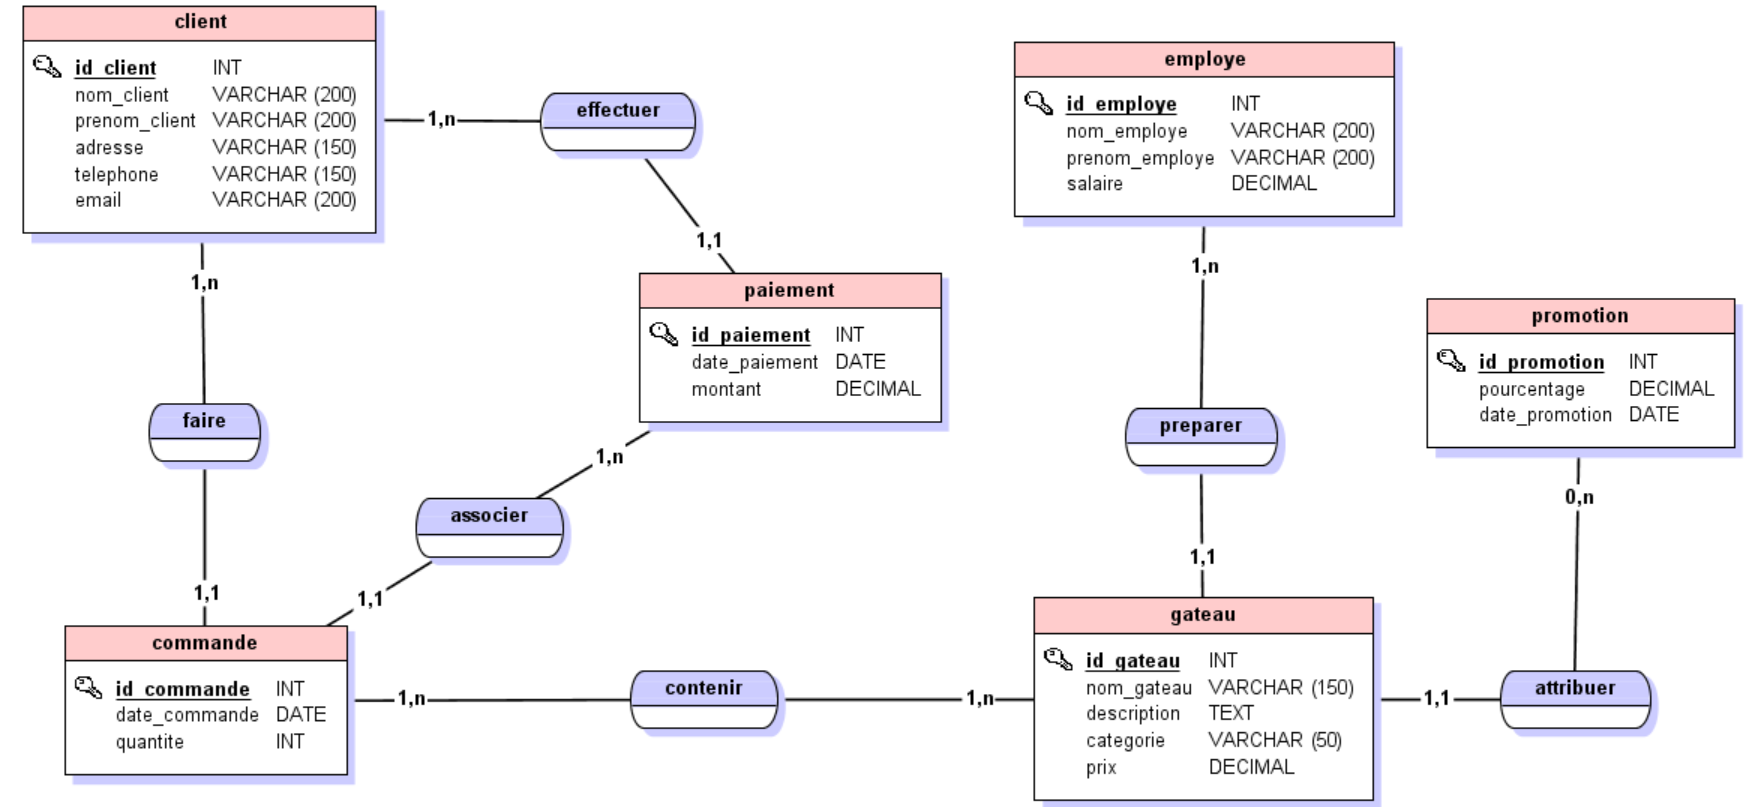 client
id_client INT
nom_client VARCHAR (200)
prenom_client VARCHAR (200)
adresse VARCHAR (150)
telephone VARCHAR (150)
email VARCHAR (200)
1,n
effectuer
1,1
employe
id_employe INT
nom_employe VARCHAR (200)
prenom_employe VARCHAR (200)
salaire DECIMAL
1,n
1,n
paiement
id_paiement INT
date_paiement DATE
montant DECIMAL
promotion
id_promotion INT
pourcentage DECIMAL
date_promotion DATE
faire
preparer
1,n
0,n
associer
1,1
1,1
1,1
commande
id_commande INT
date_commande DATE
quantite INT
1,n
contenir
1,n
gateau
id_gateau INT
nom_gateau VARCHAR (150)
description TEXT
categorie VARCHAR (50)
prix DECIMAL
1,1
attribuer